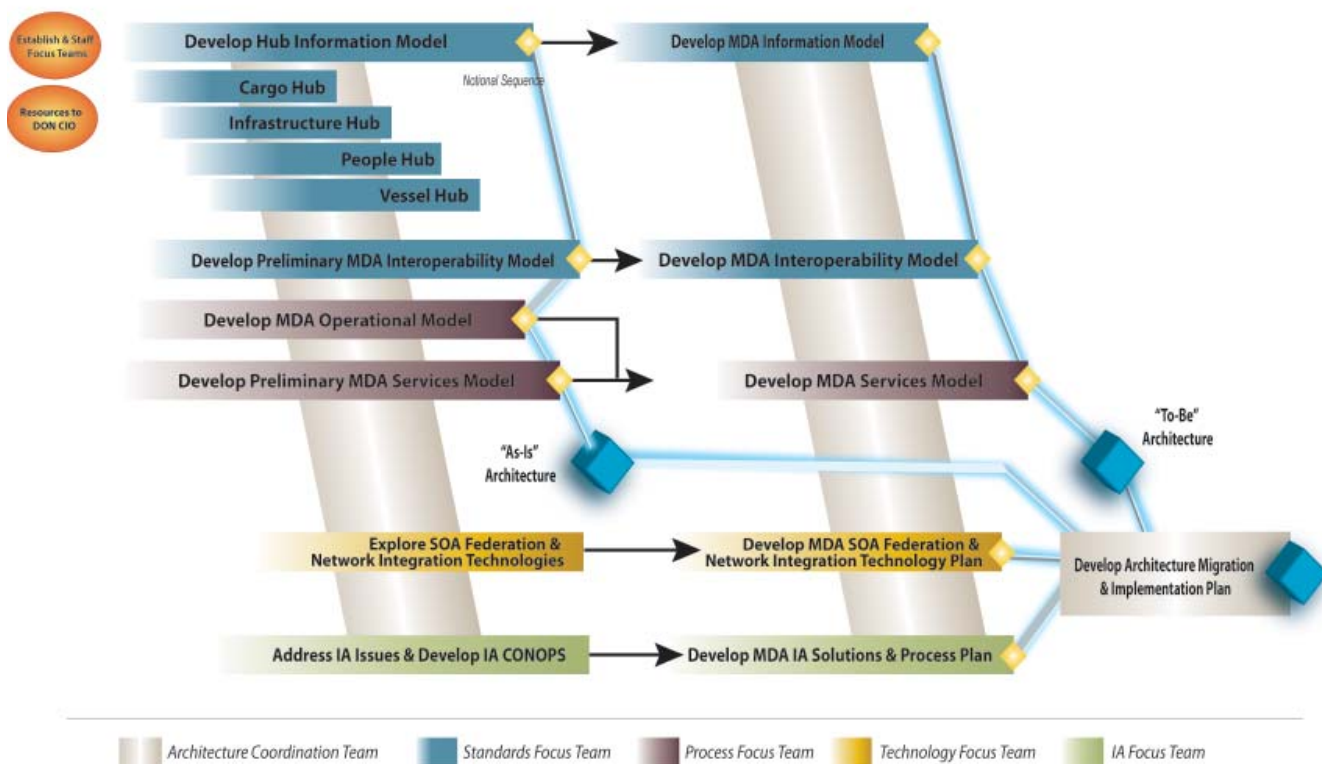 Establish & Staff
Focus Teams
Resources to
DON CIO
Develop Hub Information Model
Develop MDA Information Model
Notional Sequence
Cargo Hub
Infrastructure Hub
People Hub
Vessel Hub
Develop Preliminary MDA Interoperability Model
Develop MDA Interoperability Model
Develop MDA Operational Model
Develop Preliminary MDA Services Model
Develop MDA Services Model
"As-Is"
Architecture
"To-Be"
Architecture
Explore SOA Federation &
Network Integration Technologies
Develop MDA SOA Federation &
Network Integration Technology Plan
Develop Architecture Migration
& Implementation Plan
Address IA Issues & Develop IA CONOPS
Develop MDA IA Solutions & Process Plan
Architecture Coordination Team
Standards Focus Team
Process Focus Team
Technology Focus Team
IA Focus Team